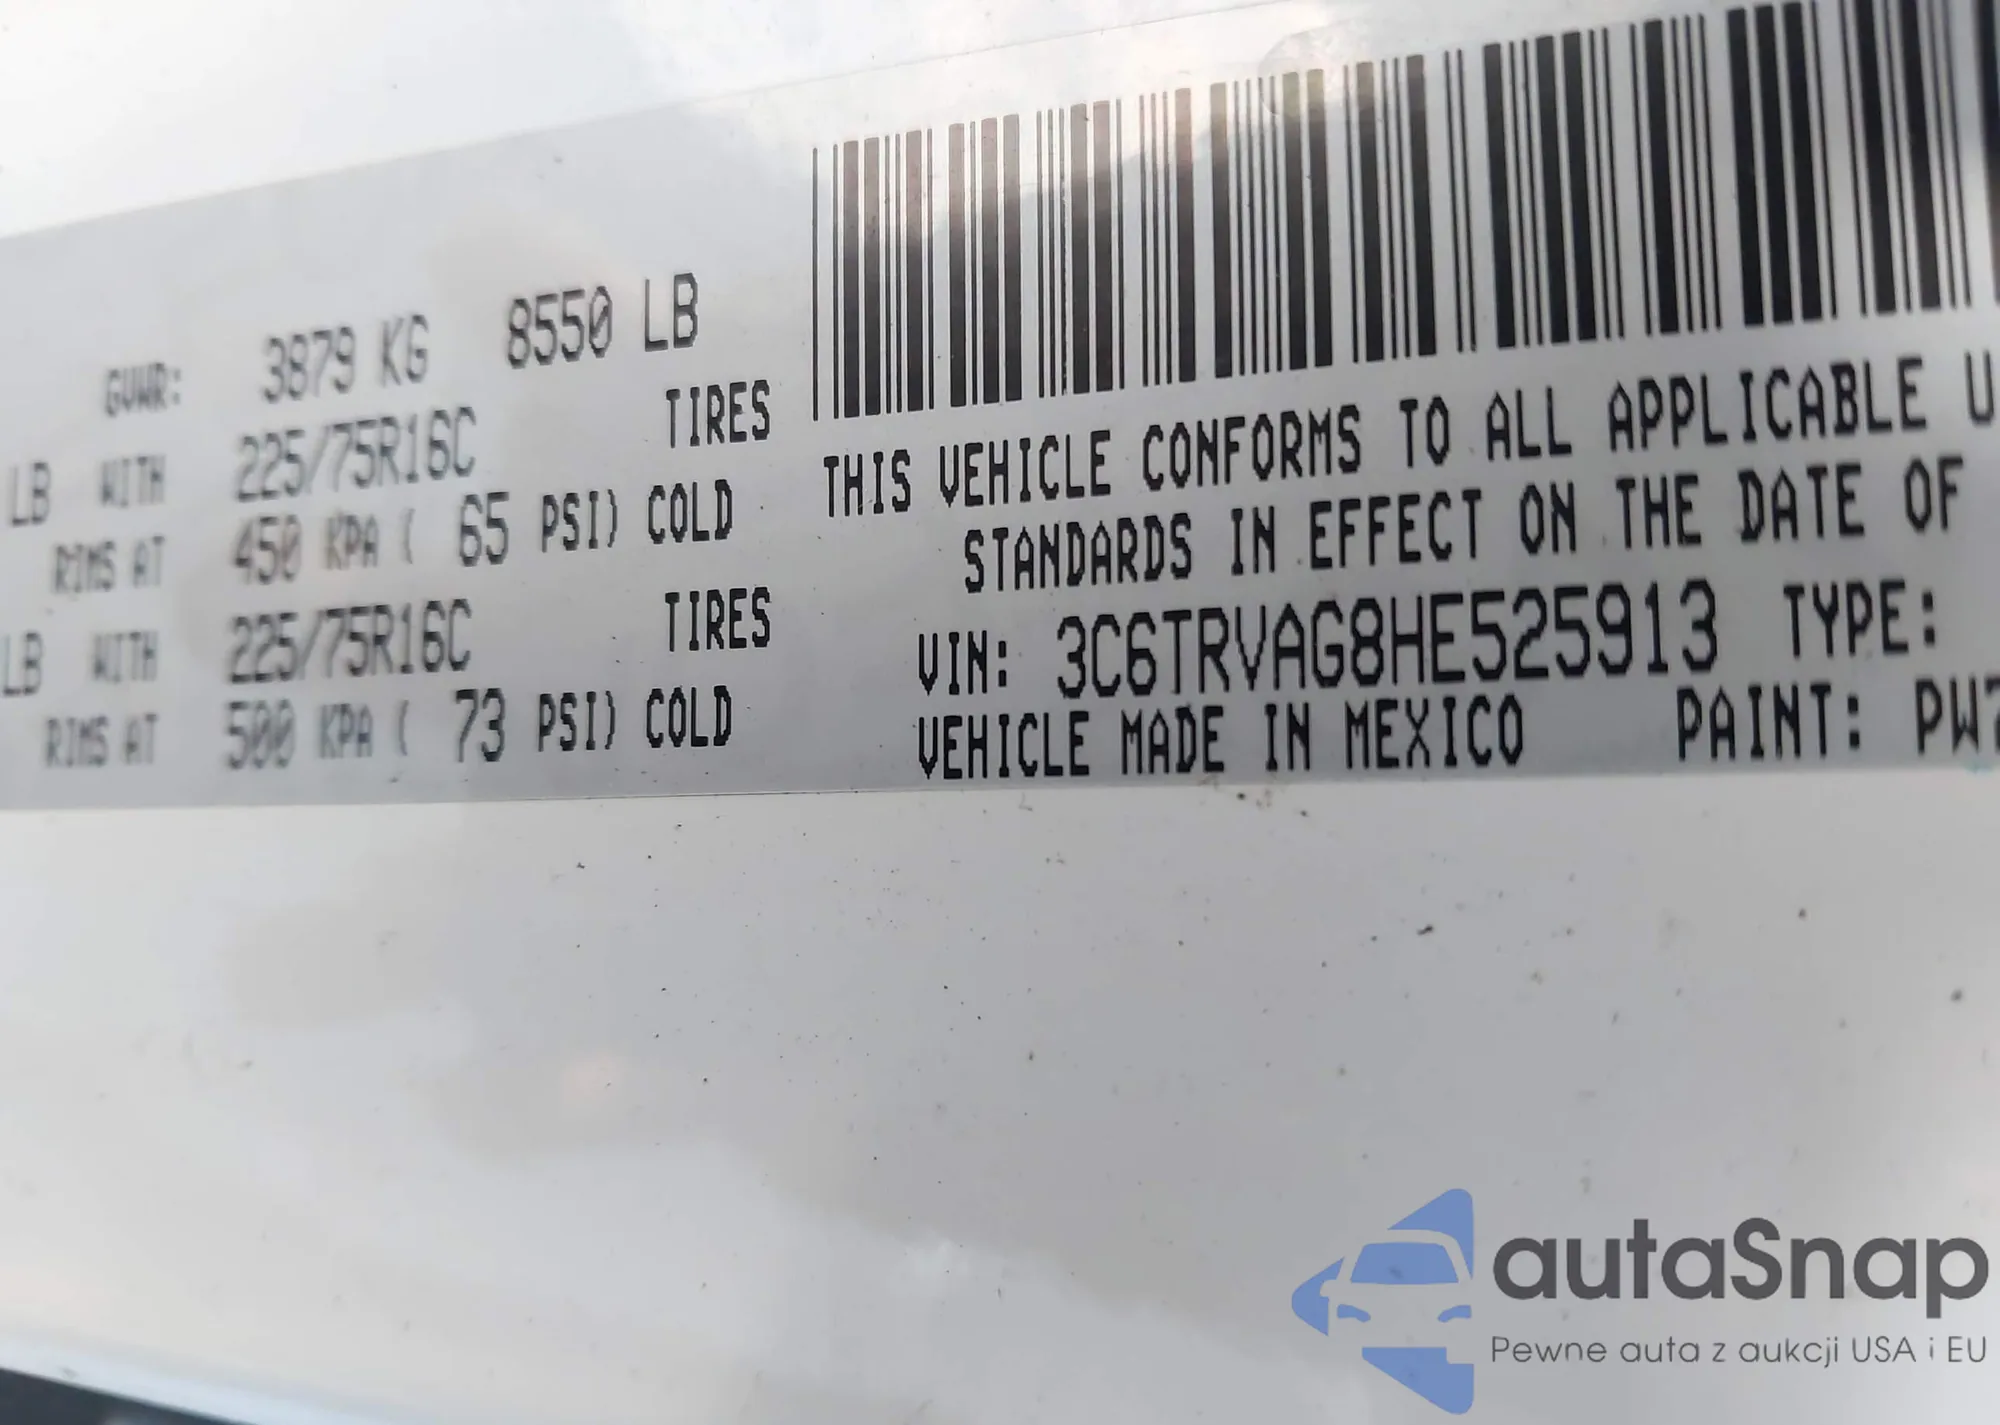 GVWR: 3879 KG 8550 LB
LB WITH 225/75R16C TIRES
RIMS AT 450 KPA ( 65 PSI) COLD
LB WITH 225/75R16C TIRES
RIMS AT 500 KPA ( 73 PSI) COLD
THIS VEHICLE CONFORMS TO ALL APPLICABLE U
STANDARDS IN EFFECT ON THE DATE OF
VIN: 3C6TRVAG8HE525913 TYPE:
VEHICLE MADE IN MEXICO PAINT: PW7
autaSnap
Pewne auta z aukcji USA i EU